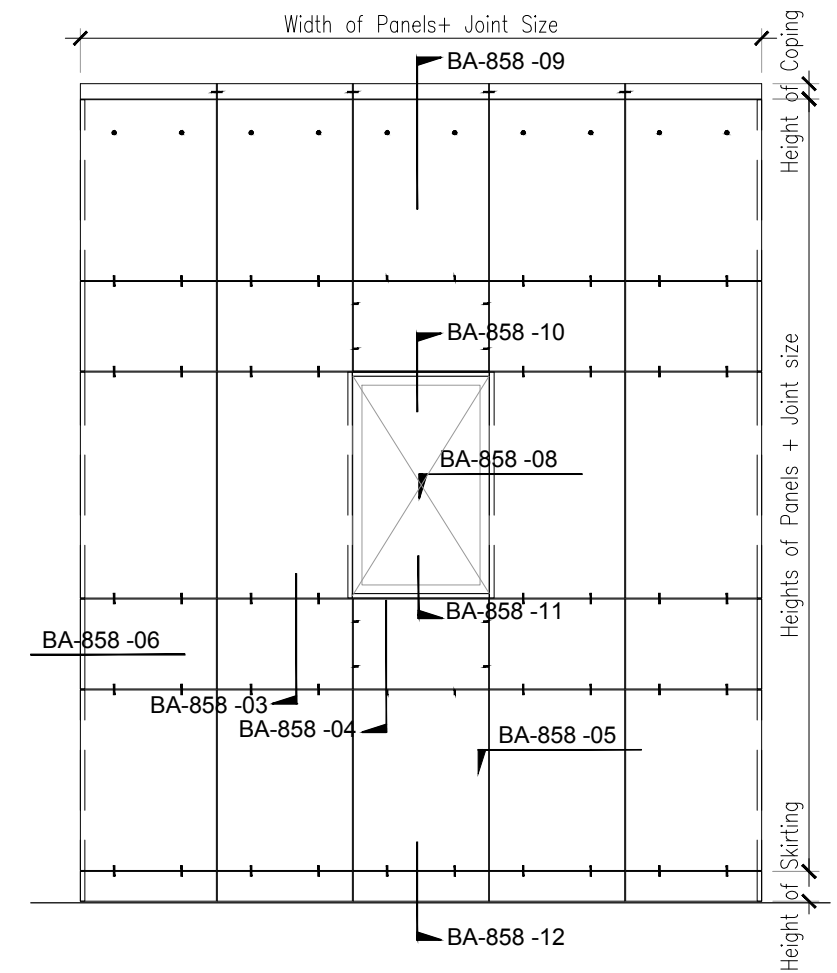 Width of Panels+ Joint Size
Height of Coping
BA-858 -09
BA-858 -10
Heights of Panels + Joint size
BA-858 -08
BA-858 -11
BA-858 -06
BA-858 -03
BA-858 -04
BA-858 -05
Height of Skirting
BA-858 -12